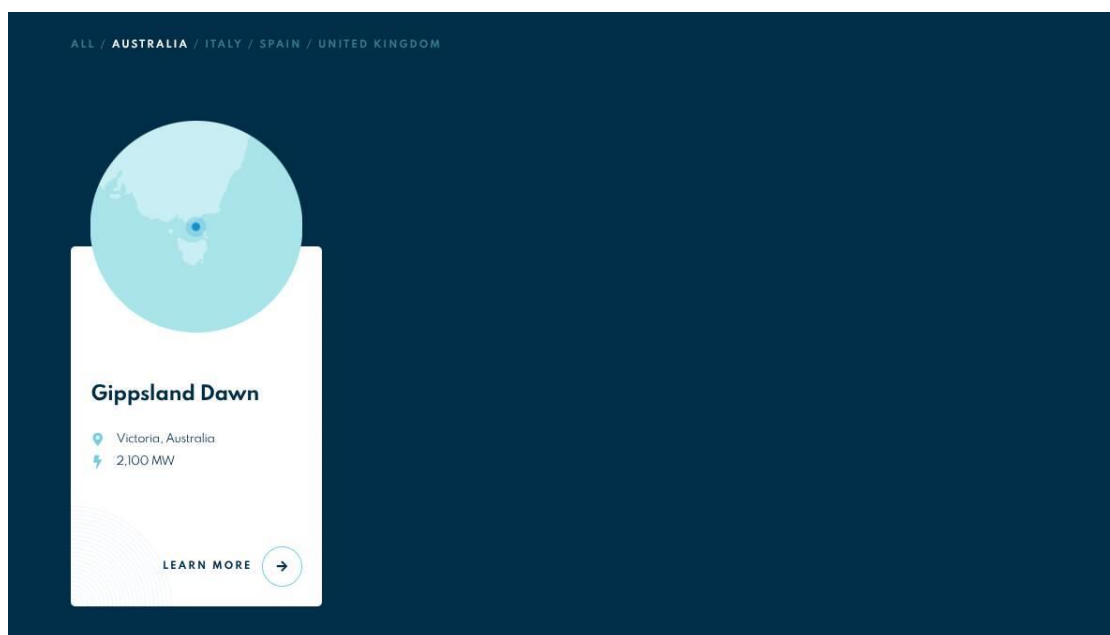 ALL / AUSTRALIA / ITALY / SPAIN / UNITED KINGDOM
Gippsland Dawn
Victoria, Australia
2,100 MW
LEARN MORE